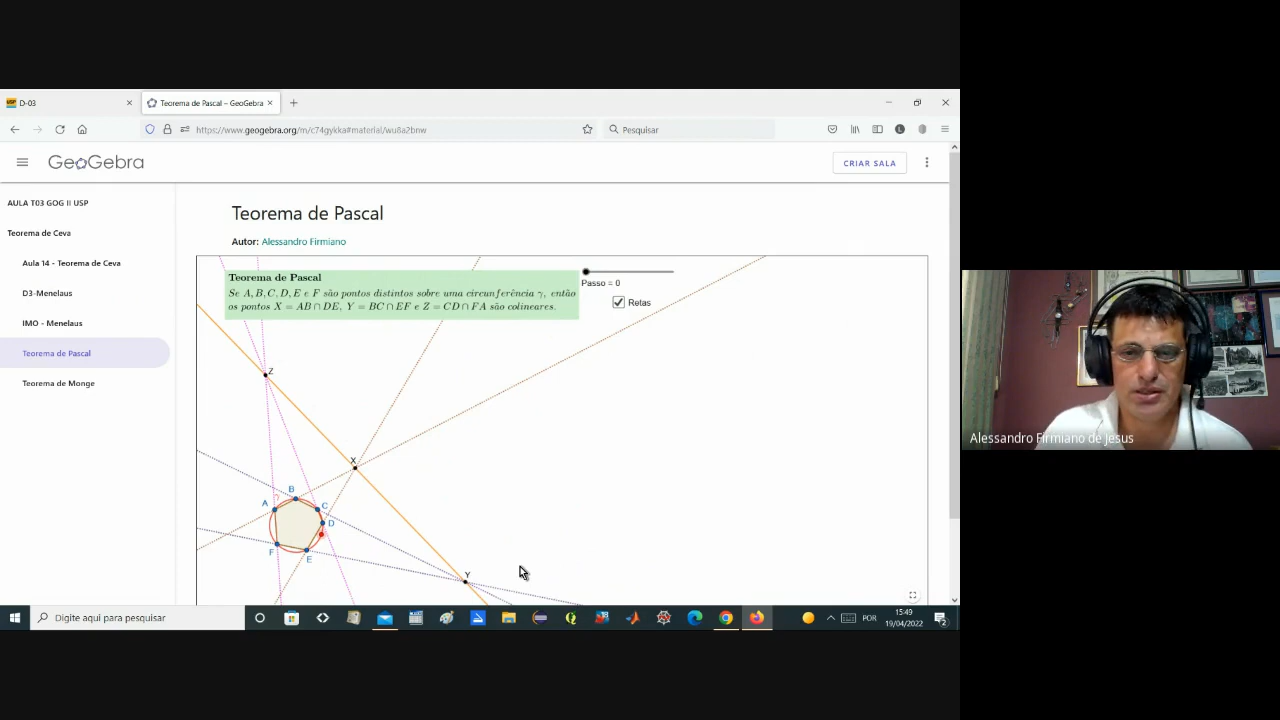 D-03
Teorema de Pascal – GeoGebra
https://www.geogebra.org/m/c74gykka#material/wu8a2bnw
Pesquisar
GeoGebra
CRIAR SALA
AULA T03 GOG II USP
Teorema de Ceva
Aula 14 - Teorema de Ceva
D3-Menelaus
IMO - Menelaus
Teorema de Pascal
Teorema de Monge
Teorema de Pascal
Autor: Alessandro Firmiano
Teorema de Pascal
Se A, B, C, D, E e F são pontos distintos sobre uma circunferência γ, então
os pontos X = AB ∩ DE, Y = BC ∩ EF e Z = CD ∩ FA são colineares.
Passo = 0
Retas
Z
X
B
A
C
D
F
E
Y
Alessandro Firmiano de Jesus
Digite aqui para pesquisar
POR
15:49
19/04/2022